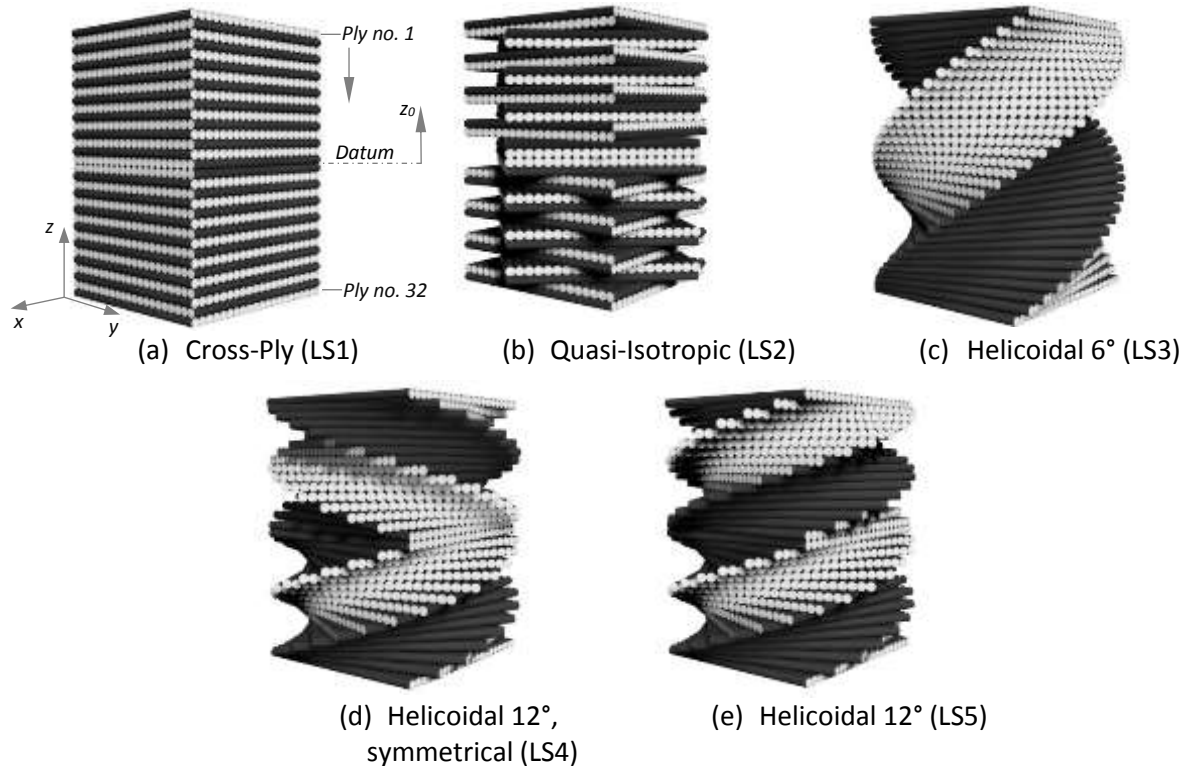 Ply no. 1
z0
Datum
z
Ply no. 32
x
y
(a) Cross-Ply (LS1)
(b) Quasi-Isotropic (LS2)
(c) Helicoidal 6° (LS3)
(d) Helicoidal 12°,
symmetrical (LS4)
(e) Helicoidal 12° (LS5)